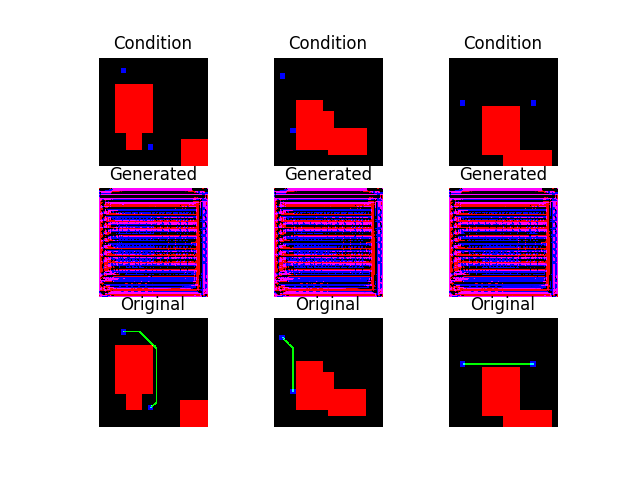 Condition Condition Condition
Generated Generated Generated
Original Original Original